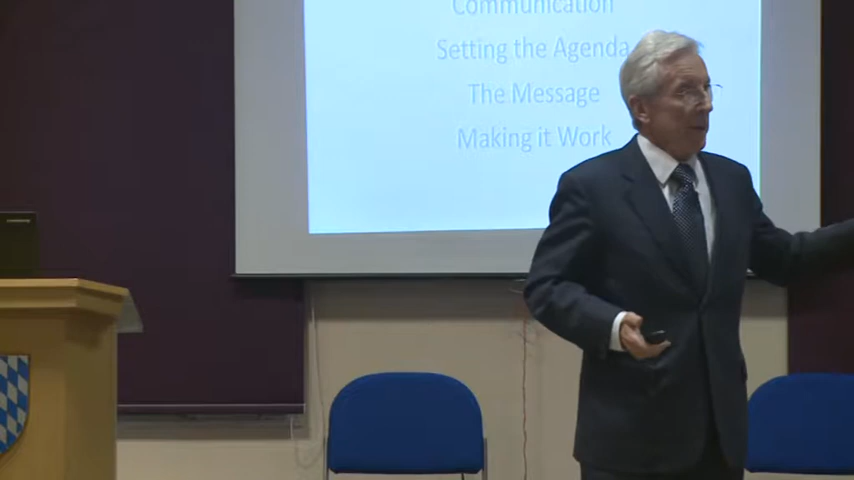 Communication
Setting the Agenda
The Message
Making it Work